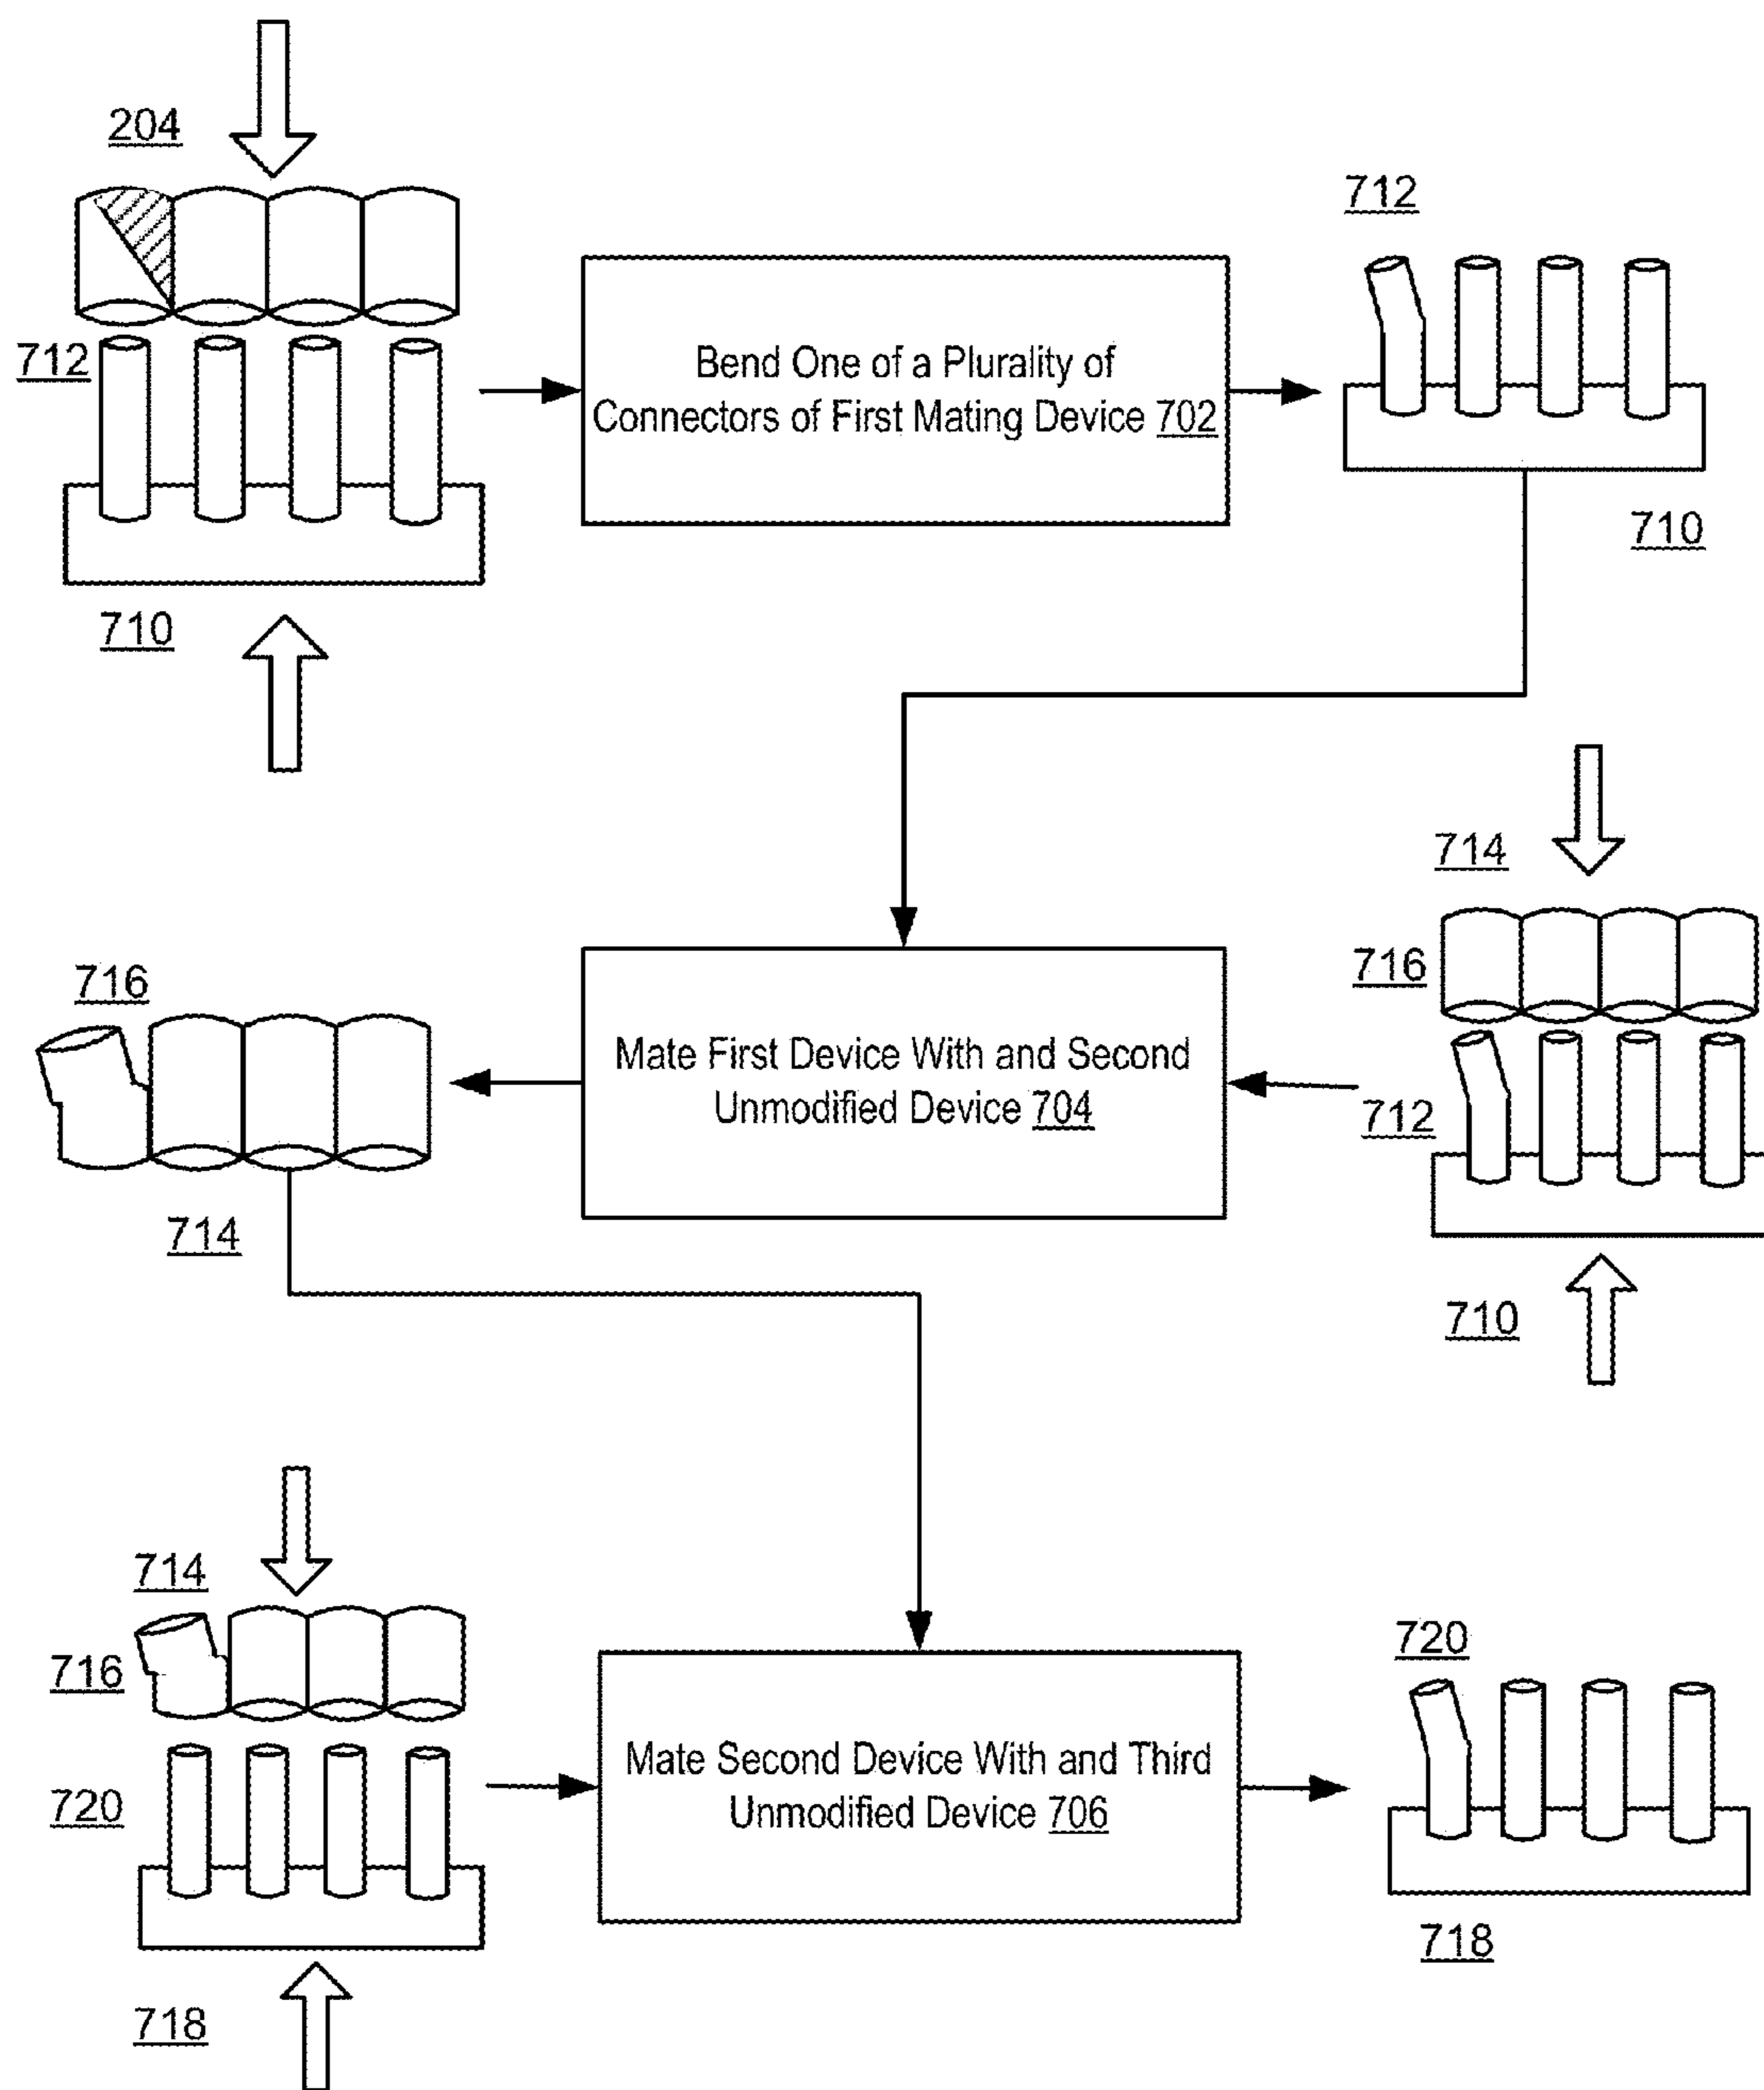 204
712
712
Bend One of a Plurality of
Connectors of First Mating Device 702
710
710
714
716
716
Mate First Device With and Second
Unmodified Device 704
712
714
710
714
716
720
720
Mate Second Device With and Third
Unmodified Device 706
718
718